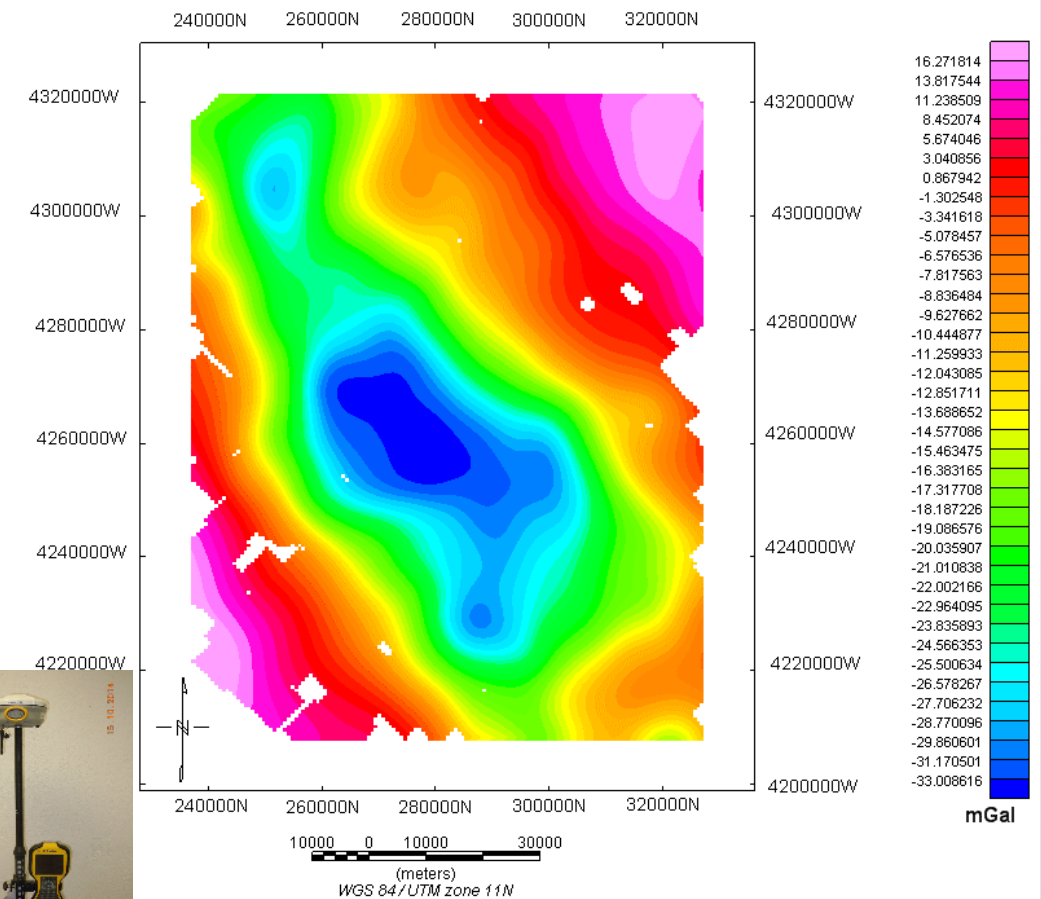 240000N 260000N 280000N 300000N 320000N
4320000W 4320000W
4300000W 4300000W
4280000W 4280000W
4260000W 4260000W
4240000W 4240000W
4220000W 4220000W
4200000W
240000N 260000N 280000N 300000N 320000N
N
10000 0 10000 30000
(meters)
WGS 84 / UTM zone 11N
16.271814
13.817544
11.238509
8.452074
5.674046
3.040856
0.867942
-1.302548
-3.341618
-5.078457
-6.576536
-7.817563
-8.836484
-9.627662
-10.444877
-11.259933
-12.043085
-12.851711
-13.688652
-14.577086
-15.463475
-16.383165
-17.317708
-18.187226
-19.086576
-20.035907
-21.010838
-22.002166
-22.964095
-23.835893
-24.566353
-25.500634
-26.578267
-27.706232
-28.770096
-29.860601
-31.170501
-33.008616
mGal